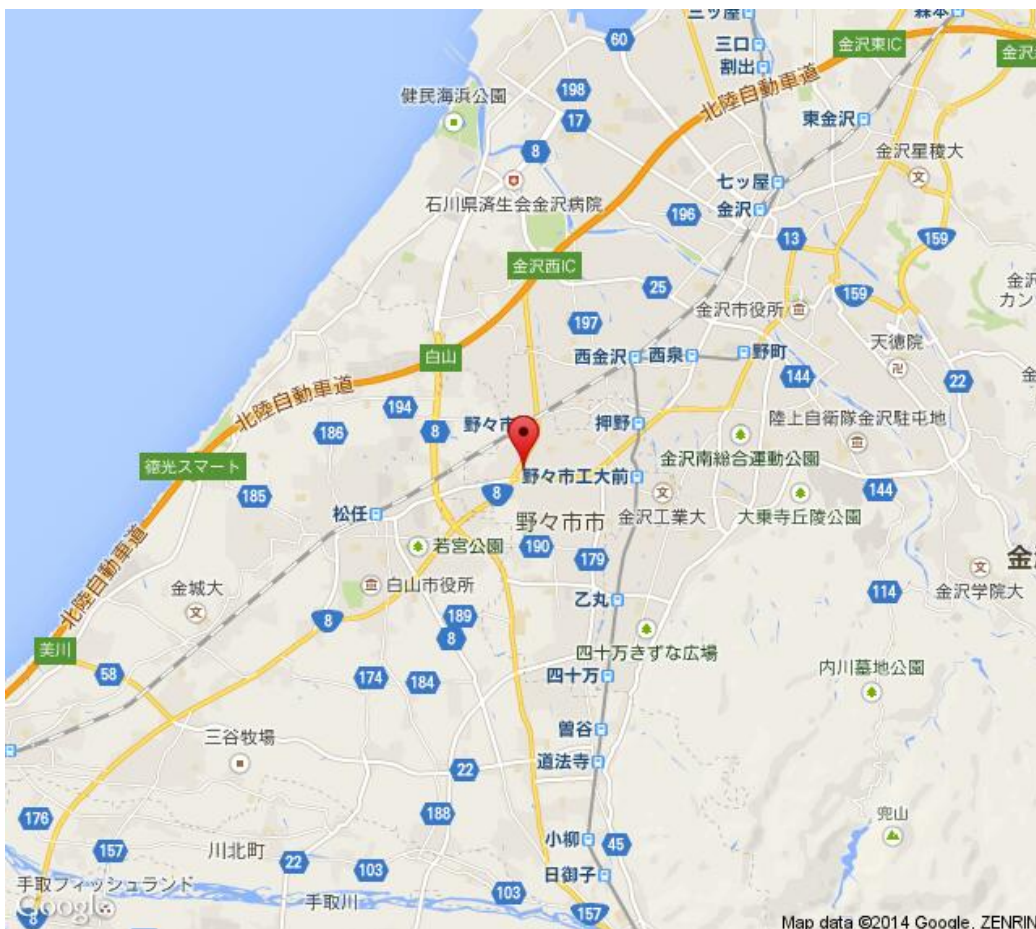 三ツ屋
森本
60
三口
金沢東IC
割出
金沢
198
健民海浜公園
北陸自動車道
17
東金沢
8
金沢星稜大
七ッ屋
石川県済生会金沢病院
196
金沢
13
159
金沢西IC
金沢
25
159
カン
金沢市役所
197
天徳院
白山
西金沢
西泉
野町
22
144
194
金
北陸自動車道
186
8
野々市
押野
陸上自衛隊金沢駐屯地
金沢南総合運動公園
徳光スマート
185
8
野々市工大前
144
松任
野々市市
金沢工業大
大乗寺丘陵公園
若宮公園
190
179
金沢
北陸自動車道
金城大
白山市役所
114
金沢学院大
乙丸
189
8
8
美川
四十万きずな広場
58
174
184
四十万
内川墓地公園
曽谷
三谷牧場
22
道法寺
176
188
兜山
小柳
45
157
川北町
22
103
日御子
手取フィッシュランド
手取川
103
157
Google
8
Map data ©2014 Google, ZENRIN